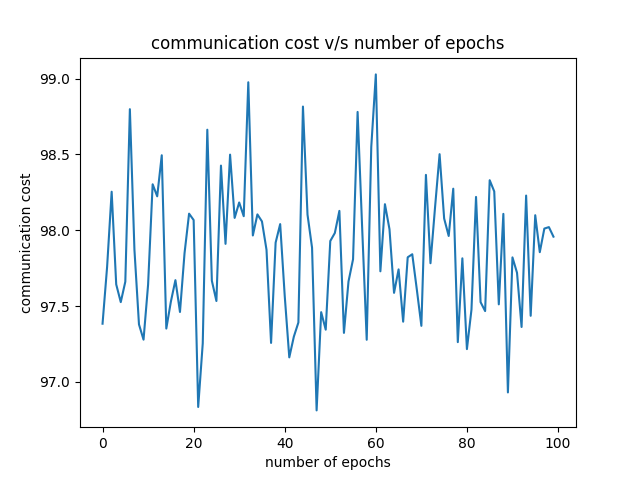 communication cost v/s number of epochs
99.0
98.5
98.0
97.5
97.0
communication cost
0 20 40 60 80 100
number of epochs